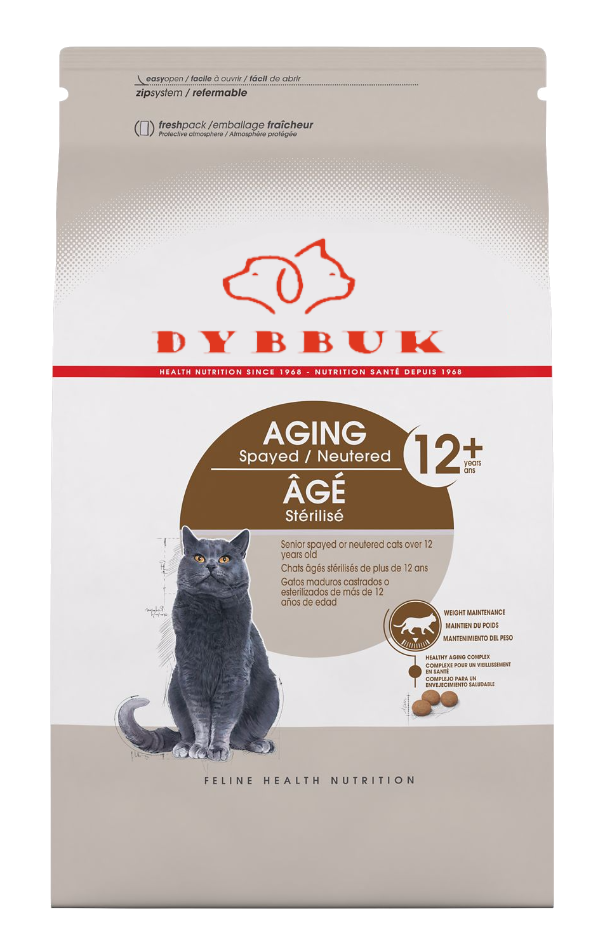 easyopen / facile à ouvrir / fácil de abrir
zipsystem / refermable
freshpack / emballage fraîcheur
Protective atmosphere / Atmosphère protégée
DYBBUK
HEALTH NUTRITION SINCE 1968 - NUTRITION SANTÉ DEPUIS 1968
AGING
Spayed / Neutered
12+
years
ans
ÂGÉ
Stérilisé
Senior spayed or neutered cats over 12
years old
Chats âgés stérilisés de plus de 12 ans
Gatos maduros castrados o
esterilizados de más de 12
años de edad
WEIGHT MAINTENANCE
MAINTIEN DU POIDS
MANTENIMIENTO DEL PESO
HEALTHY AGING COMPLEX
COMPLEXE POUR UN VIEILLISSEMENT
EN SANTÉ
COMPLEJO PARA UN
ENVEJECIMIENTO SALUDABLE
FELINE HEALTH NUTRITION